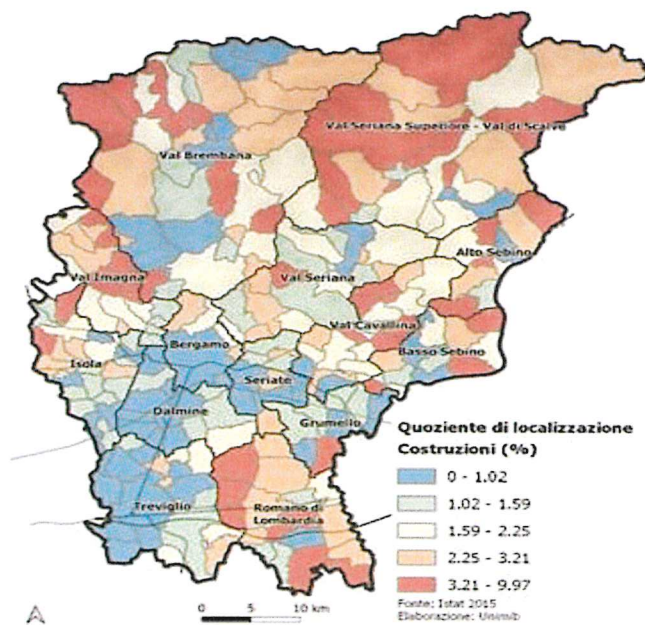 Val Seriana Superiore - Val di Scalve
Val Brembana
Alto Sebino
Val Imagna
Val Seriana
Val Cavallina
Bergamo
Basso Sebino
Isola
Seriate
Dalmine
Grumello
Quoziente di localizzazione
Costruzioni (%)
0 - 1.02
1.02 - 1.59
Treviglio
Romano di
Lombardia
1.59 - 2.25
2.25 - 3.21
3.21 - 9.97
Fonte: Istat 2015
Elaborazione: Unimib
0 5 10 km